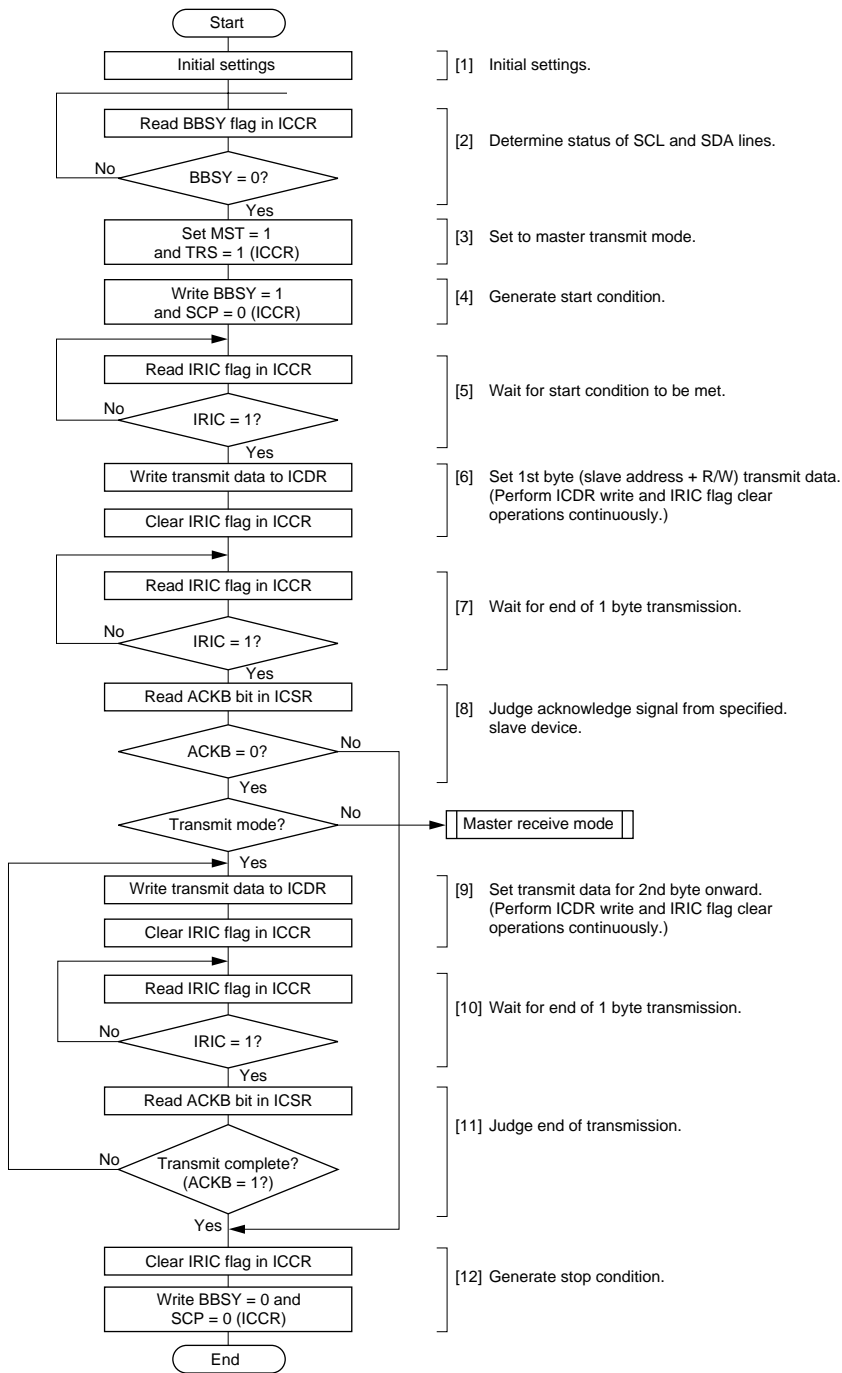 Start
Initial settings
[1] Initial settings.
Read BBSY flag in ICCR
[2] Determine status of SCL and SDA lines.
No
BBSY = 0?
Yes
Set MST = 1
and TRS = 1 (ICCR)
[3] Set to master transmit mode.
Write BBSY = 1
and SCP = 0 (ICCR)
[4] Generate start condition.
Read IRIC flag in ICCR
[5] Wait for start condition to be met.
No
IRIC = 1?
Yes
Write transmit data to ICDR
[6] Set 1st byte (slave address + R/W) transmit data.
(Perform ICDR write and IRIC flag clear
operations continuously.)
Clear IRIC flag in ICCR
Read IRIC flag in ICCR
[7] Wait for end of 1 byte transmission.
No
IRIC = 1?
Yes
Read ACKB bit in ICSR
[8] Judge acknowledge signal from specified.
slave device.
ACKB = 0?
No
Yes
Transmit mode?
No
Master receive mode
Yes
Write transmit data to ICDR
[9] Set transmit data for 2nd byte onward.
(Perform ICDR write and IRIC flag clear
operations continuously.)
Clear IRIC flag in ICCR
Read IRIC flag in ICCR
[10] Wait for end of 1 byte transmission.
No
IRIC = 1?
Yes
Read ACKB bit in ICSR
[11] Judge end of transmission.
No
Transmit complete?
(ACKB = 1?)
Yes
Clear IRIC flag in ICCR
[12] Generate stop condition.
Write BBSY = 0 and
SCP = 0 (ICCR)
End